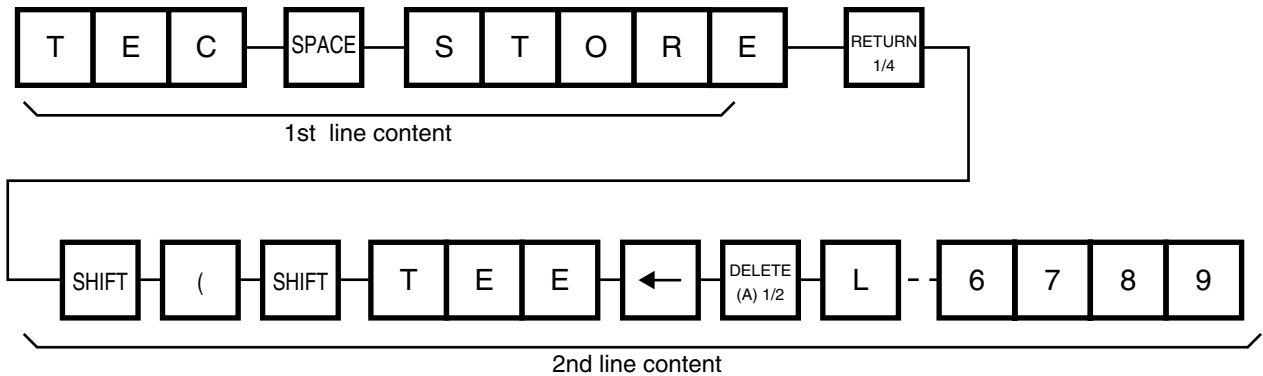 T E C SPACE S T O R E RETURN 1/4
1st line content
SHIFT ( SHIFT T E E ← DELETE (A) 1/2 L - - 6 7 8 9
2nd line content